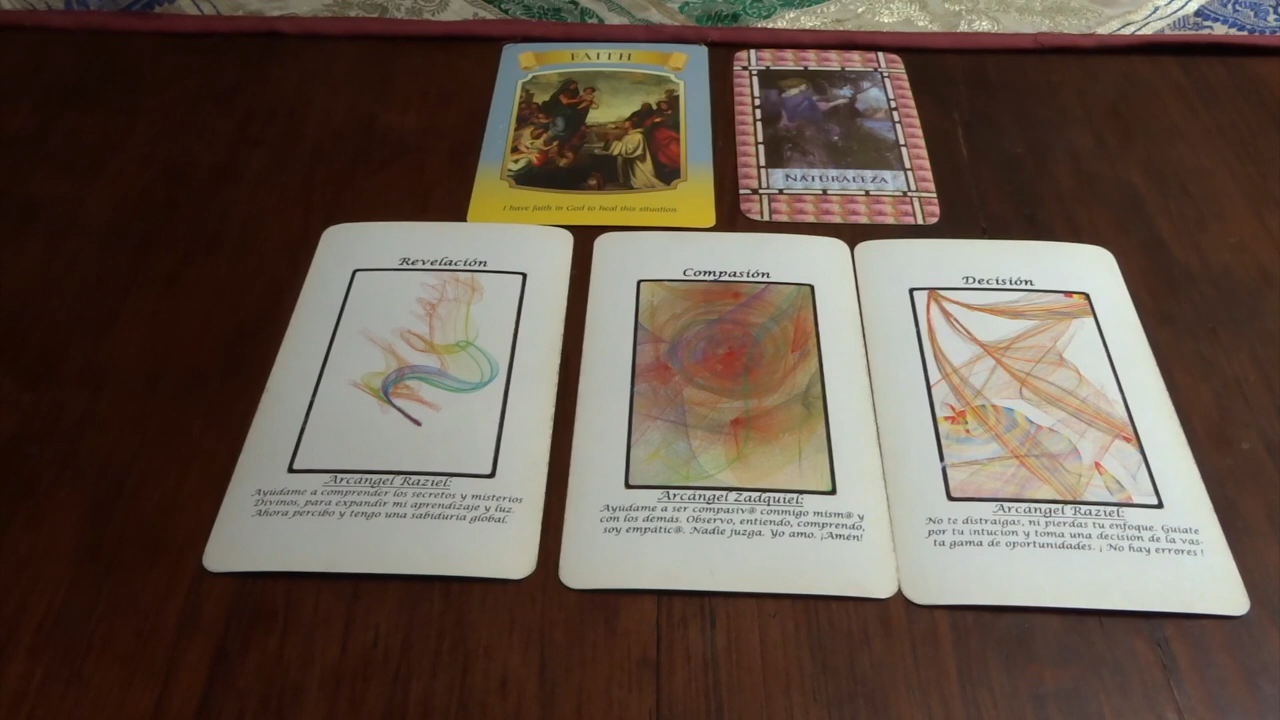 FAITH
I have faith in God to heal this situation
NATURALEZA
Revelación
Arcángel Raziel:
Ayúdame a comprender los secretos y misterios
Divinos, para expandir mi aprendizaje y luz.
Ahora percibo y tengo una sabiduría global.
Compasión
Arcángel Zadquiel:
Ayúdame a ser compasiv@ conmigo mism@ y
con los demás. Observo, entiendo, comprendo,
soy empátic@. Nadie juzga. Yo amo. ¡Amén!
Decisión
Arcángel Raziel:
No te distraigas, ni pierdas tu enfoque. Guíate
por tu intución y toma una decisión de la vas-
ta gama de oportunidades. ¡ No hay errores !